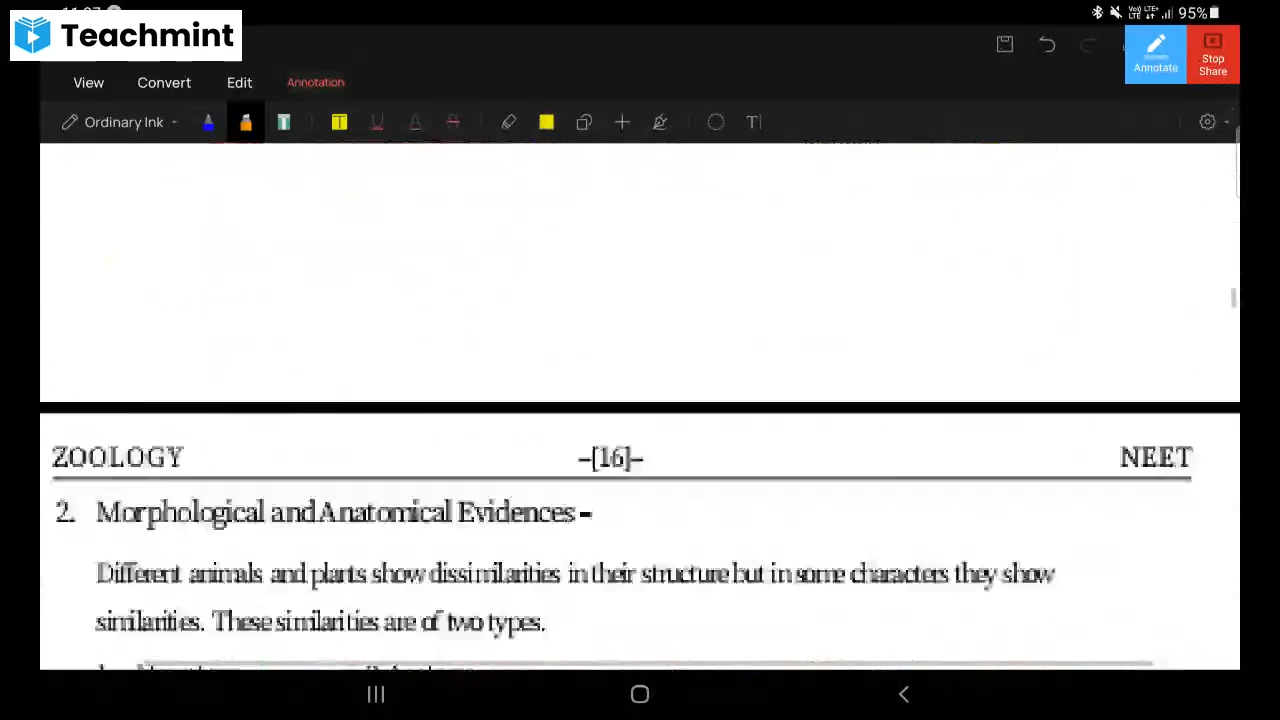 Teachmint
LTE+
95%
Annotate
Stop
Share
View
Convert
Edit
Annotation
Ordinary Ink
T
ZOOLOGY
-[16]-
NEET
2. Morphological and Anatomical Evidences -
Different animals and plants show dissimilarities in their structure but in some characters they show
similarities. These similarities are of two types.